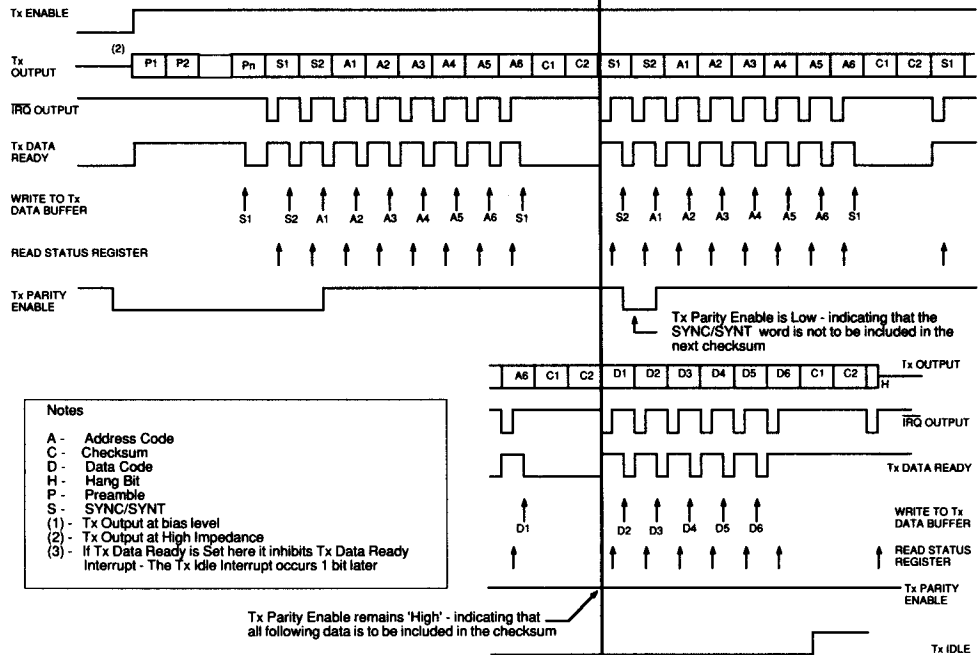 Tx ENABLE
(2)
Tx OUTPUT
P1 P2 Pn S1 S2 A1 A2 A3 A4 A5 A6 C1 C2 S1 S2 A1 A2 A3 A4 A5 A6 C1 C2 S1
IRQ OUTPUT
Tx DATA READY
WRITE TO Tx DATA BUFFER
S1 S2 A1 A2 A3 A4 A5 A6 S1 S2 A1 A2 A3 A4 A5 A6 S1
READ STATUS REGISTER
Tx PARITY ENABLE
Tx Parity Enable is Low - indicating that the
SYNC/SYNT word is not to be included in the
next checksum
Tx OUTPUT
A6 C1 C2 D1 D2 D3 D4 D5 D6 C1 C2
H
IRQ OUTPUT
Tx DATA READY
WRITE TO Tx
DATA BUFFER
D1 D2 D3 D4 D5 D6
READ STATUS
REGISTER
Tx PARITY
ENABLE
Tx IDLE
Notes
A - Address Code
C - Checksum
D - Data Code
H - Hang Bit
P - Preamble
S - SYNC/SYNT
(1) - Tx Output at bias level
(2) - Tx Output at High Impedance
(3) - If Tx Data Ready is Set here it inhibits Tx Data Ready
Interrupt - The Tx Idle Interrupt occurs 1 bit later
Tx Parity Enable remains 'High' - indicating that
all following data is to be included in the checksum